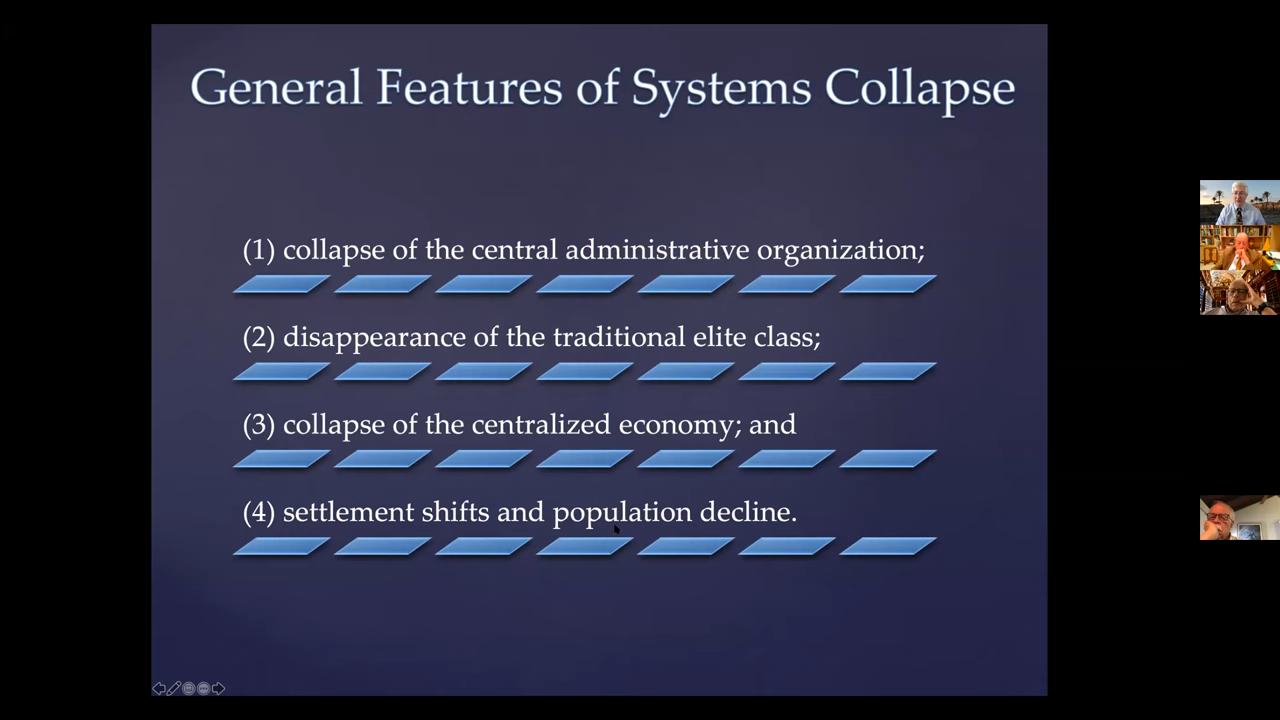 General Features of Systems Collapse
(1) collapse of the central administrative organization;
(2) disappearance of the traditional elite class;
(3) collapse of the centralized economy; and
(4) settlement shifts and population decline.